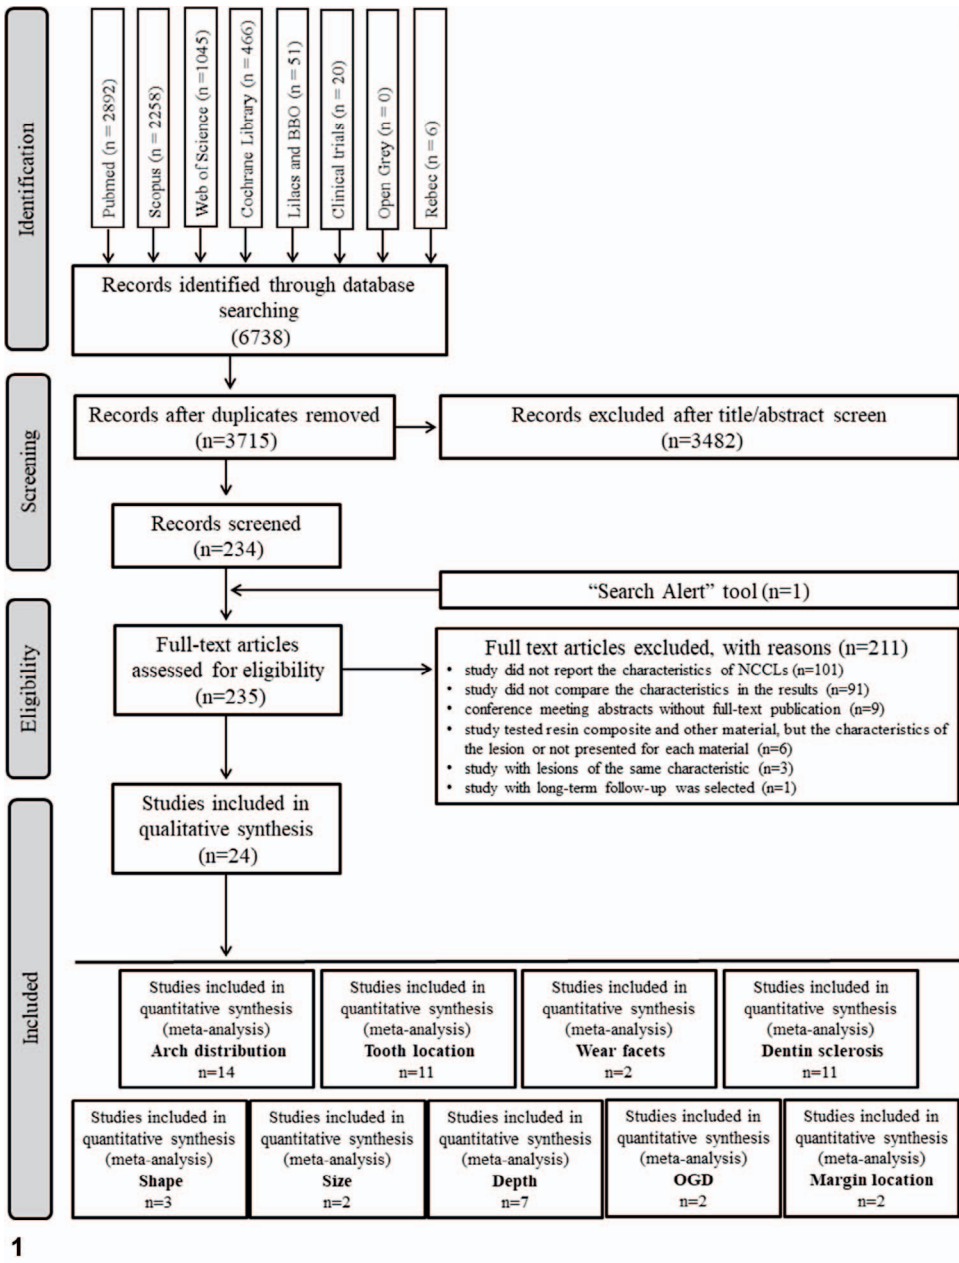 Identification
Pubmed (n = 2892)
Scopus (n = 2258)
Web of Science (n =1045)
Cochrane Library (n = 466)
Lilacs and BBO (n = 51)
Clinical trials (n = 20)
Open Grey (n = 0)
Rebec (n = 6)
Records identified through database
searching
(6738)
Screening
Records after duplicates removed
(n=3715)
Records excluded after title/abstract screen
(n=3482)
Records screened
(n=234)
"Search Alert" tool (n=1)
Eligibility
Full-text articles
assessed for eligibility
(n=235)
Full text articles excluded, with reasons (n=211)
• study did not report the characteristics of NCCLs (n=101)
• study did not compare the characteristics in the results (n=91)
• conference meeting abstracts without full-text publication (n=9)
• study tested resin composite and other material, but the characteristics of
the lesion or not presented for each material (n=6)
• study with lesions of the same characteristic (n=3)
• study with long-term follow-up was selected (n=1)
Studies included in
qualitative synthesis
(n=24)
Included
Studies included in
quantitative synthesis
(meta-analysis)
Arch distribution
n=14
Studies included in
quantitative synthesis
(meta-analysis)
Tooth location
n=11
Studies included in
quantitative synthesis
(meta-analysis)
Wear facets
n=2
Studies included in
quantitative synthesis
(meta-analysis)
Dentin sclerosis
n=11
Studies included in
quantitative synthesis
(meta-analysis)
Shape
n=3
Studies included in
quantitative synthesis
(meta-analysis)
Size
n=2
Studies included in
quantitative synthesis
(meta-analysis)
Depth
n=7
Studies included in
quantitative synthesis
(meta-analysis)
OGD
n=2
Studies included in
quantitative synthesis
(meta-analysis)
Margin location
n=2
1